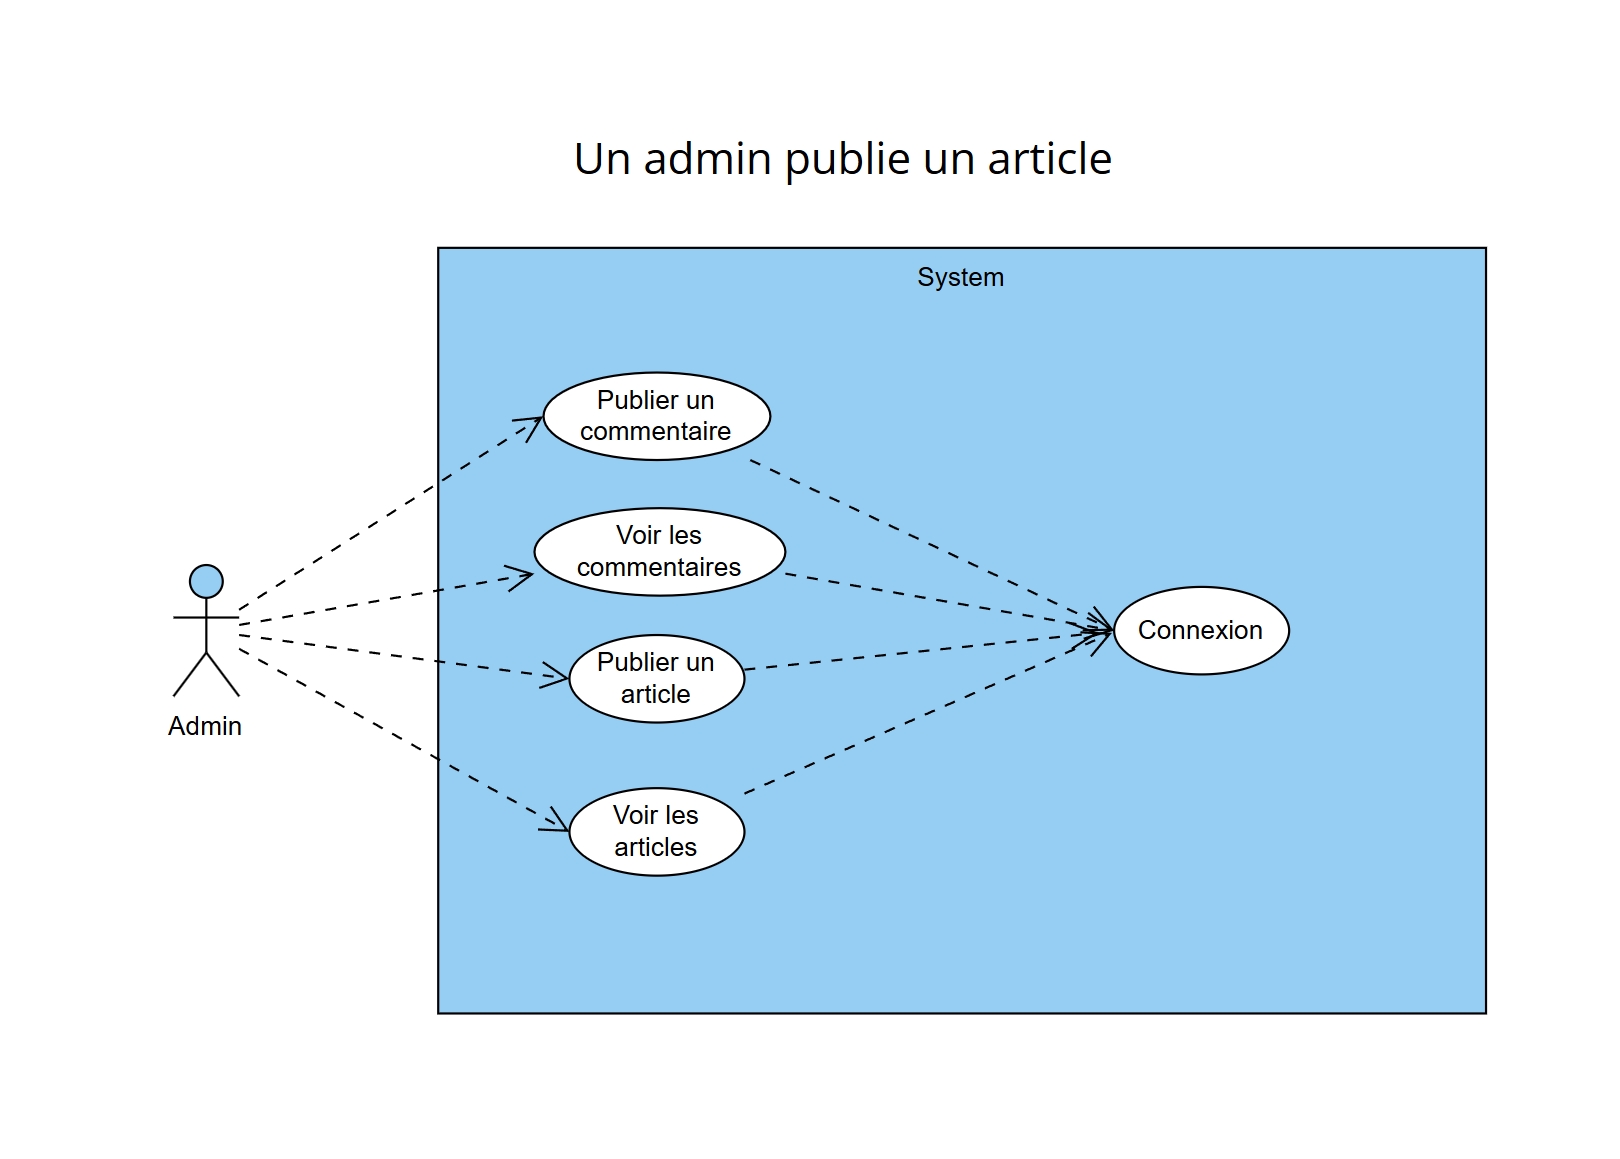 Un admin publie un article
System
Publier un
commentaire
Voir les
commentaires
Publier un
article
Voir les
articles
Connexion
Admin